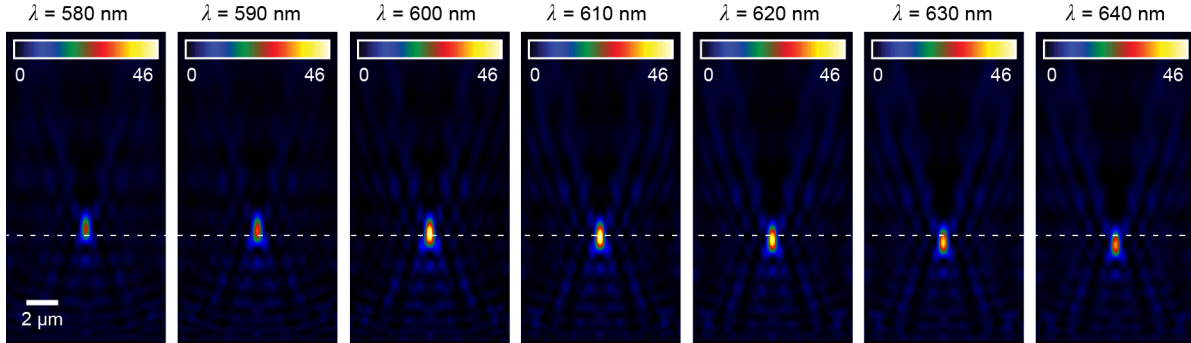 λ = 580 nm
λ = 590 nm
λ = 600 nm
λ = 610 nm
λ = 620 nm
λ = 630 nm
λ = 640 nm
0 46
0 46
0 46
0 46
0 46
0 46
0 46
2 μm